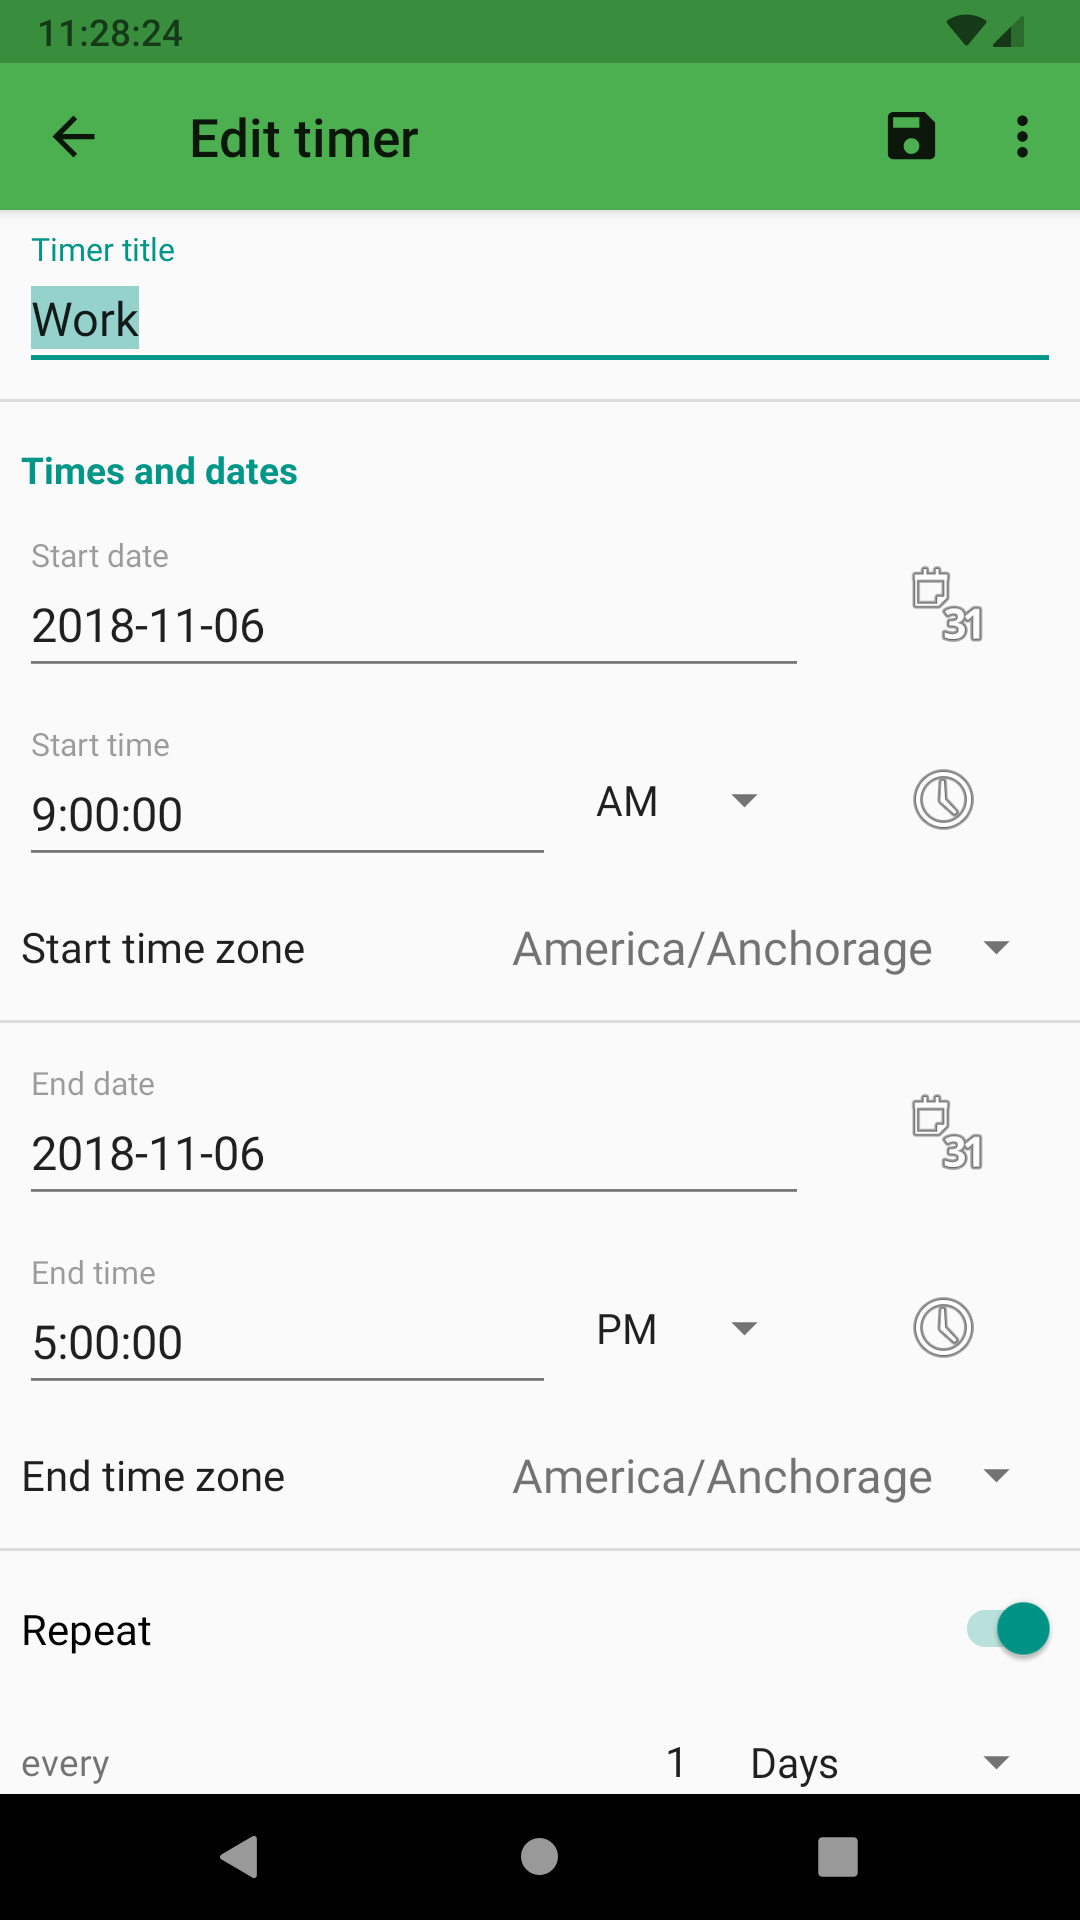 11:28:24
Edit timer
Timer title
Work
Times and dates
Start date
2018-11-06
31
Start time
9:00:00 AM
Start time zone America/Anchorage
End date
2018-11-06
31
End time
5:00:00 PM
End time zone America/Anchorage
Repeat
every 1 Days